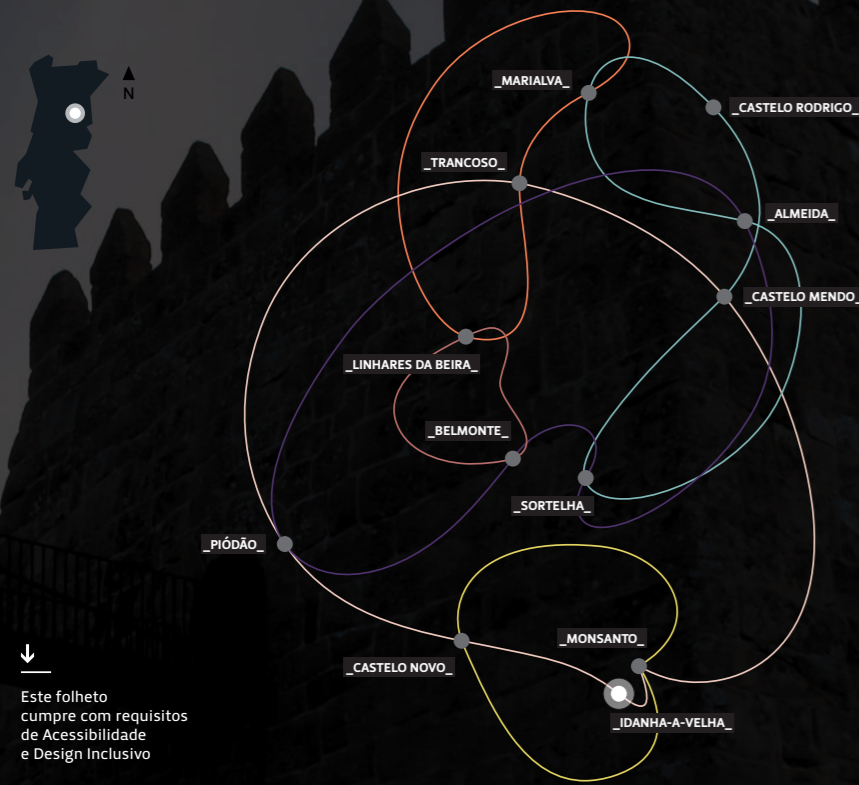 N
_MARIALVA_
_CASTELO RODRIGO_
_TRANCOSO_
_ALMEIDA_
_CASTELO MENDO_
_LINHARES DA BEIRA_
_BELMONTE_
_SORTELHA_
_PIÓDÃO_
_MONSANTO_
_CASTELO NOVO_
_IDANHA-A-VELHA_
Este folheto
cumpre com requisitos
de Acessibilidade
e Design Inclusivo